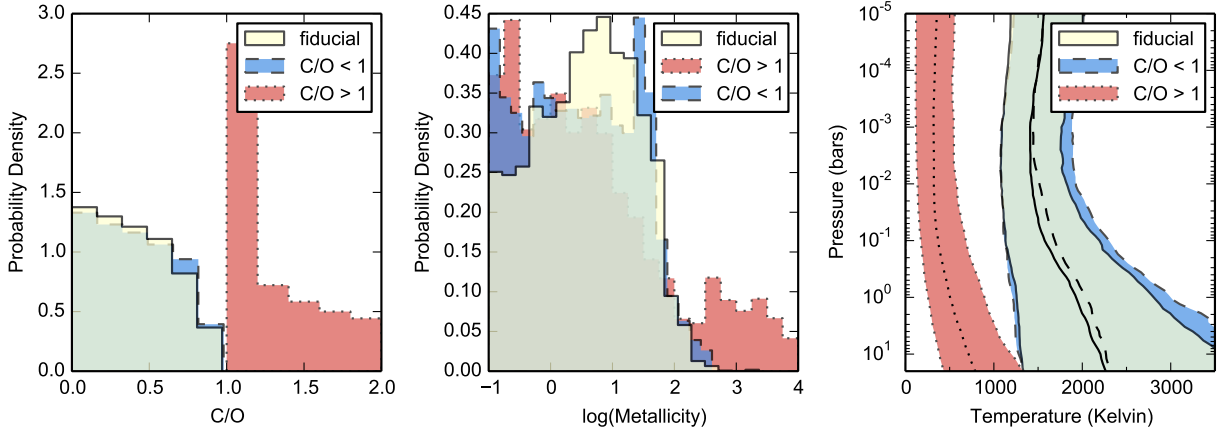 3.0
2.5
2.0
1.5
1.0
0.5
0.0
Probability Density
0.0 0.5 1.0 1.5 2.0
C/O
fiducial
C/O < 1
C/O > 1
0.45
0.40
0.35
0.30
0.25
0.20
0.15
0.10
0.05
0.00
Probability Density
−1 0 1 2 3 4
log(Metallicity)
fiducial
C/O > 1
C/O < 1
10⁻⁵
10⁻⁴
10⁻³
10⁻²
10⁻¹
10⁰
10¹
Pressure (bars)
0 1000 2000 3000
Temperature (Kelvin)
fiducial
C/O < 1
C/O > 1